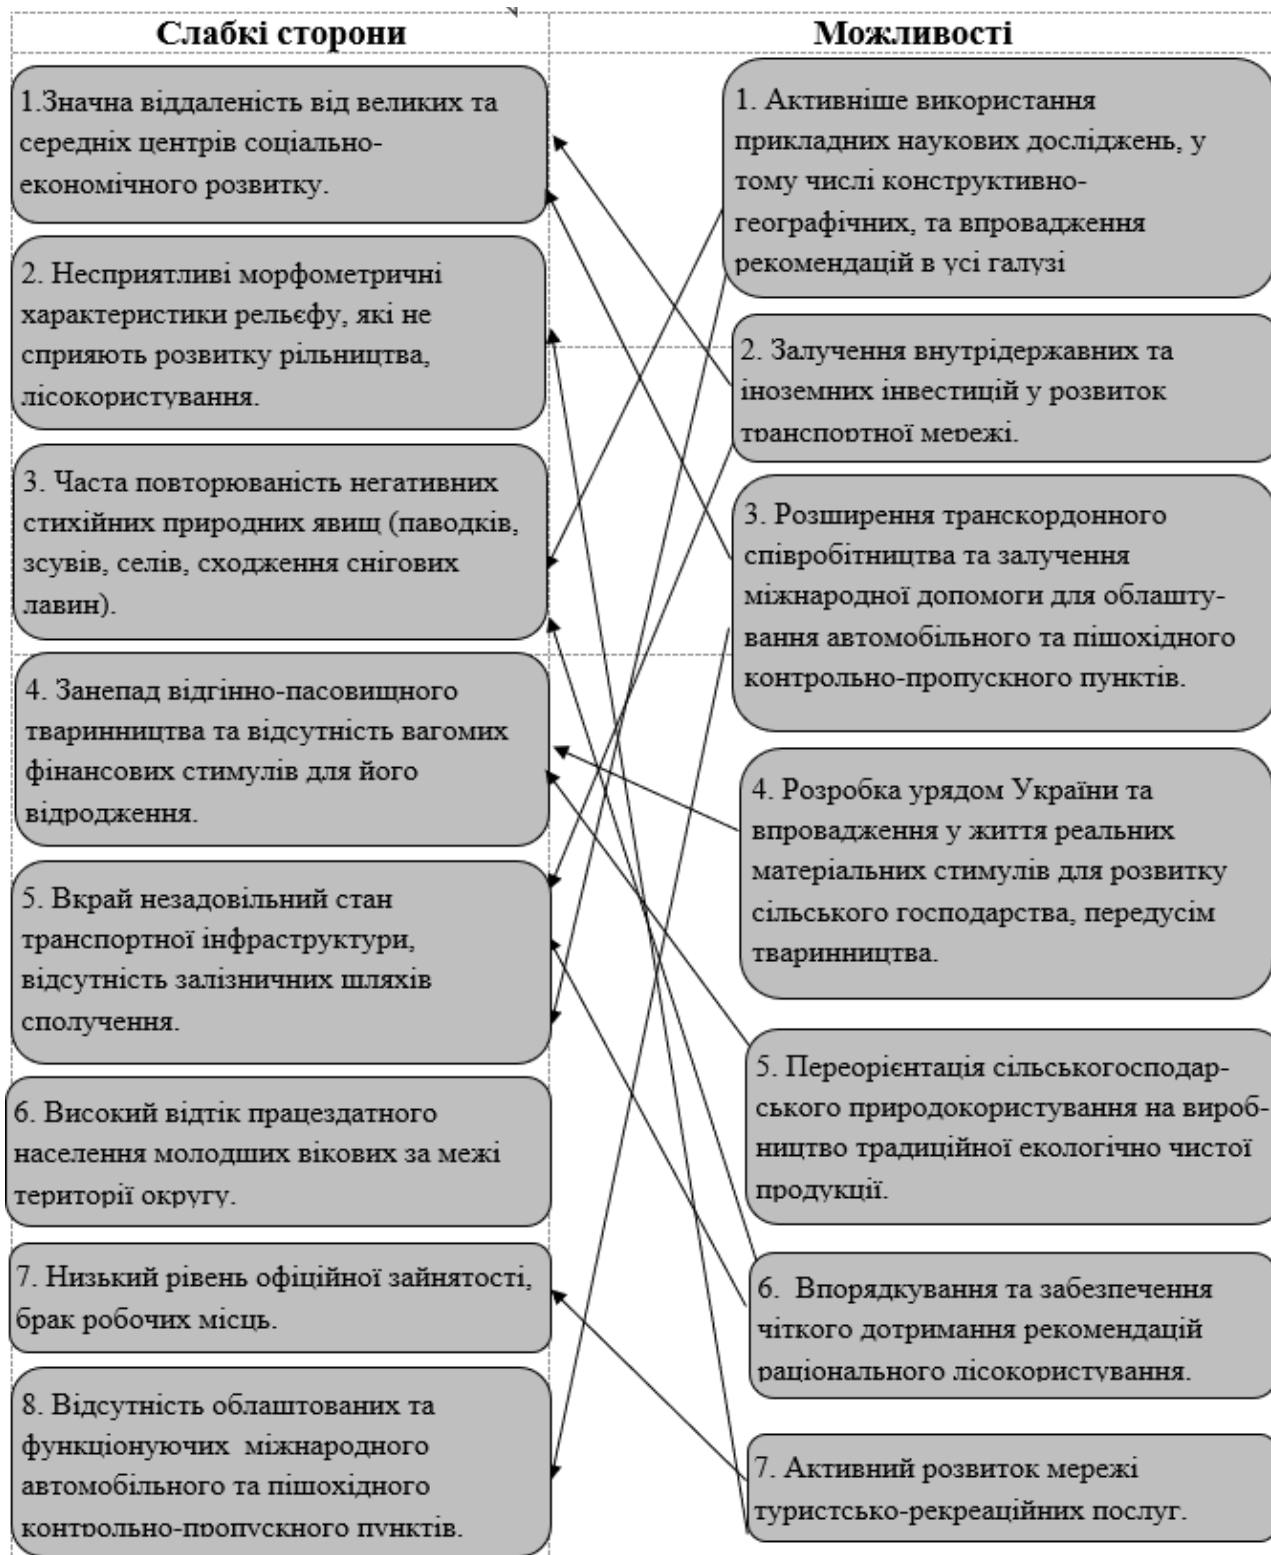 Слабкі сторони
1.Значна віддаленість від великих та
середніх центрів соціально-
економічного розвитку.
2. Несприятливі морфометричні
характеристики рельєфу, які не
сприяють розвитку рільництва,
лісокористування.
3. Часта повторюваність негативних
стихійних природних явищ (паводків,
зсувів, селів, сходження снігових
лавин).
4. Занепад відгінно-пасовищного
тваринництва та відсутність вагомих
фінансових стимулів для його
відродження.
5. Вкрай незадовільний стан
транспортної інфраструктури,
відсутність залізничних шляхів
сполучення.
6. Високий відтік працездатного
населення молодших вікових за межі
території округу.
7. Низький рівень офіційної зайнятості,
брак робочих місць.
8. Відсутність облаштованих та
функціонуючих міжнародного
автомобільного та пішохідного
контрольно-пропускного пунктів.
Можливості
1. Активніше використання
прикладних наукових досліджень, у
тому числі конструктивно-
географічних, та впровадження
рекомендацій в усі галузі
2. Залучення внутрідержавних та
іноземних інвестицій у розвиток
транспортної мережі.
3. Розширення транскордонного
співробітництва та залучення
міжнародної допомоги для облашту-
вання автомобільного та пішохідного
контрольно-пропускного пунктів.
4. Розробка урядом України та
впровадження у життя реальних
матеріальних стимулів для розвитку
сільського господарства, передусім
тваринництва.
5. Переорієнтація сільськогосподар-
ського природокористування на вироб-
ництво традиційної екологічно чистої
продукції.
6. Впорядкування та забезпечення
чіткого дотримання рекомендацій
раціонального лісокористування.
7. Активний розвиток мережі
туристсько-рекреаційних послуг.